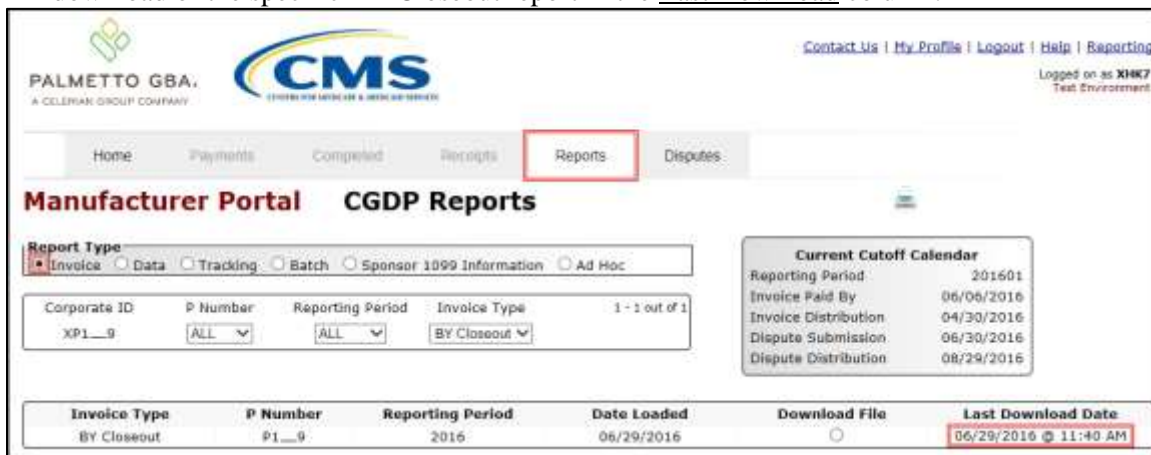 PALMETTO GBA.
A CELERIAN GROUP COMPANY
CMS
CENTERS FOR MEDICARE & MEDICAID SERVICES
Contact Us | My Profile | Logout | Help | Reporting
Logged on as XHK7
Test Environment
Home Payments Completed Receipts Reports Disputes
Manufacturer Portal CGDP Reports
Report Type
Invoice Data Tracking Batch Sponsor 1099 Information Ad Hoc
Corporate ID P Number Reporting Period Invoice Type 1 - 1 out of 1
XP1__9 ALL ALL BY Closeout
Current Cutoff Calendar
Reporting Period 201601
Invoice Paid By 06/06/2016
Invoice Distribution 04/30/2016
Dispute Submission 06/30/2016
Dispute Distribution 08/29/2016
Invoice Type P Number Reporting Period Date Loaded Download File Last Download Date
BY Closeout P1__9 2016 06/29/2016 06/29/2016 @ 11:40 AM